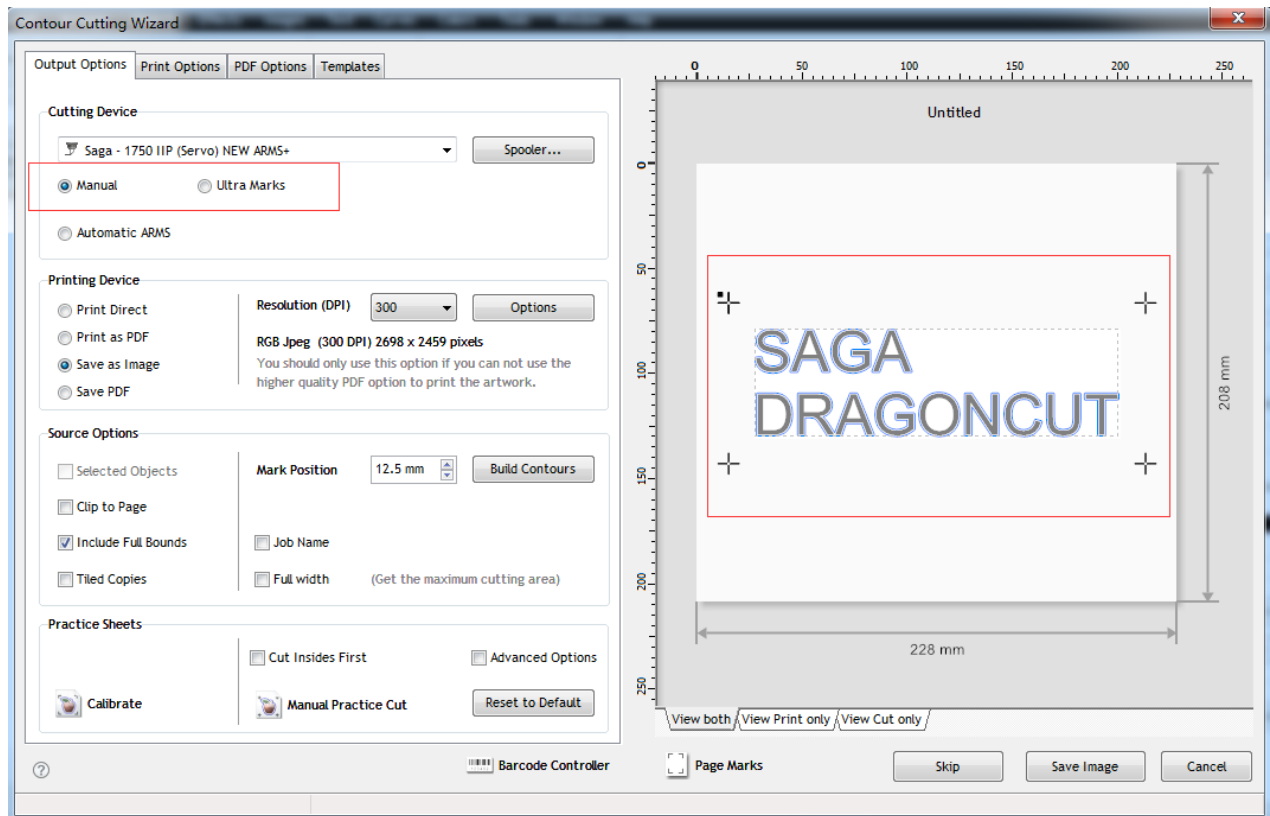 Contour Cutting Wizard
Output Options Print Options PDF Options Templates
Cutting Device
Saga - 1750 IIP (Servo) NEW ARMS+ Spooler...
Manual Ultra Marks
Automatic ARMS
Printing Device
Print Direct Resolution (DPI) 300 Options
Print as PDF RGB Jpeg (300 DPI) 2698 x 2459 pixels
Save as Image You should only use this option if you can not use the
higher quality PDF option to print the artwork.
Save PDF
Source Options
Selected Objects Mark Position 12.5 mm Build Contours
Clip to Page
Include Full Bounds Job Name
Tiled Copies Full width (Get the maximum cutting area)
Practice Sheets
Cut Insides First Advanced Options
Calibrate Manual Practice Cut Reset to Default
0 50 100 150 200 250
Untitled
0
50
100
150
200
250
SAGA
DRAGONCUT
208 mm
228 mm
View both View Print only View Cut only
? Barcode Controller Page Marks Skip Save Image Cancel